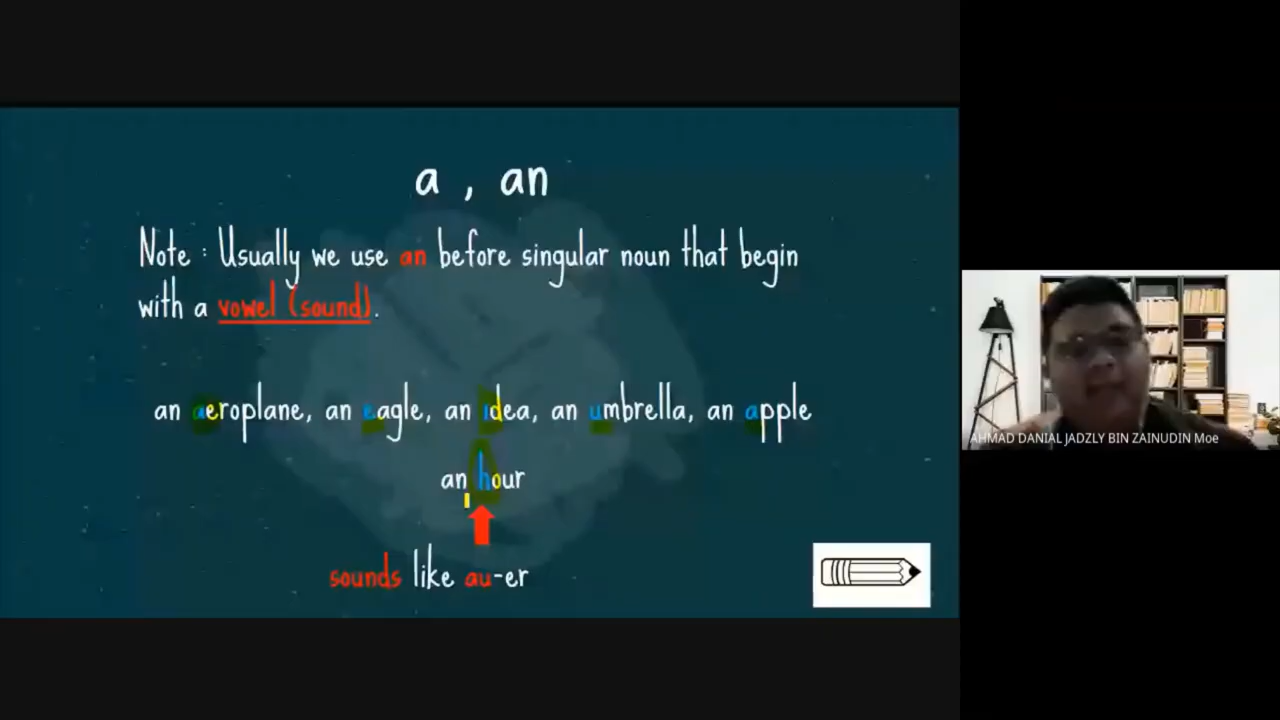 a , an
Note : Usually we use an before singular noun that begin
with a vowel (sound).
an aeroplane, an eagle, an idea, an umbrella, an apple
an hour
sounds like au-er
AHMAD DANIAL JADZLY BIN ZAINUDIN Moe